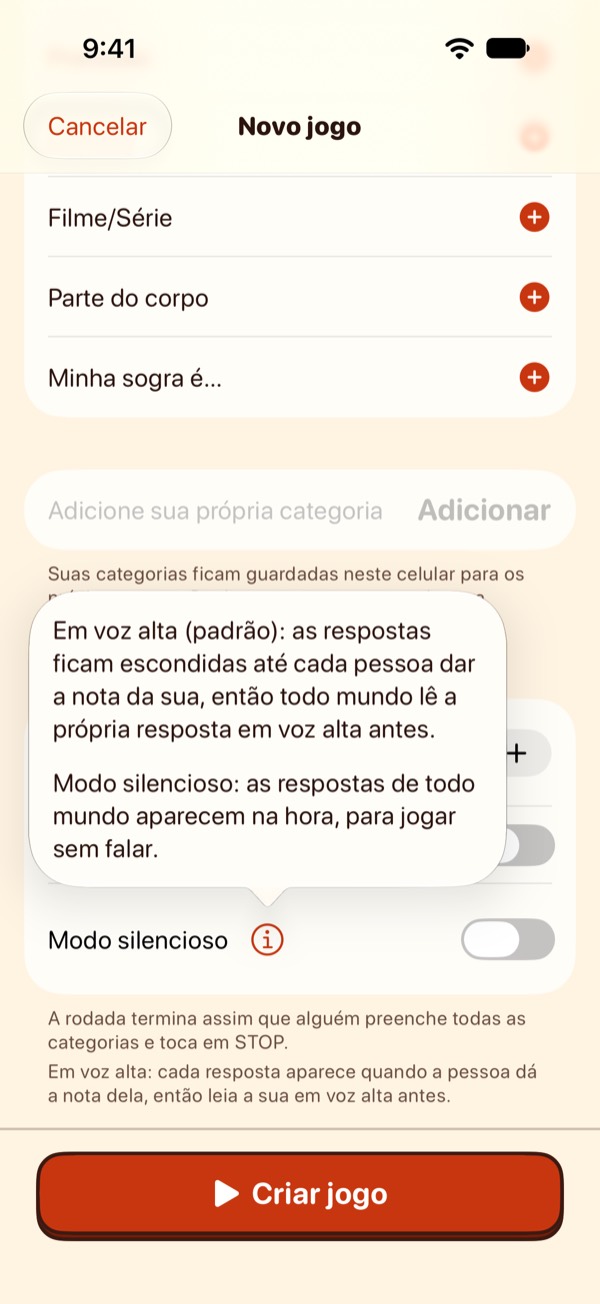 9:41
Cancelar
Novo jogo
Filme/Série
Parte do corpo
Minha sogra é...
Adicione sua própria categoria
Adicionar
Suas categorias ficam guardadas neste celular para os
Em voz alta (padrão): as respostas
ficam escondidas até cada pessoa dar
a nota da sua, então todo mundo lê a
própria resposta em voz alta antes.
Modo silencioso: as respostas de todo
mundo aparecem na hora, para jogar
sem falar.
Modo silencioso
A rodada termina assim que alguém preenche todas as
categorias e toca em STOP.
Em voz alta: cada resposta aparece quando a pessoa dá
a nota dela, então leia a sua em voz alta antes.
Criar jogo